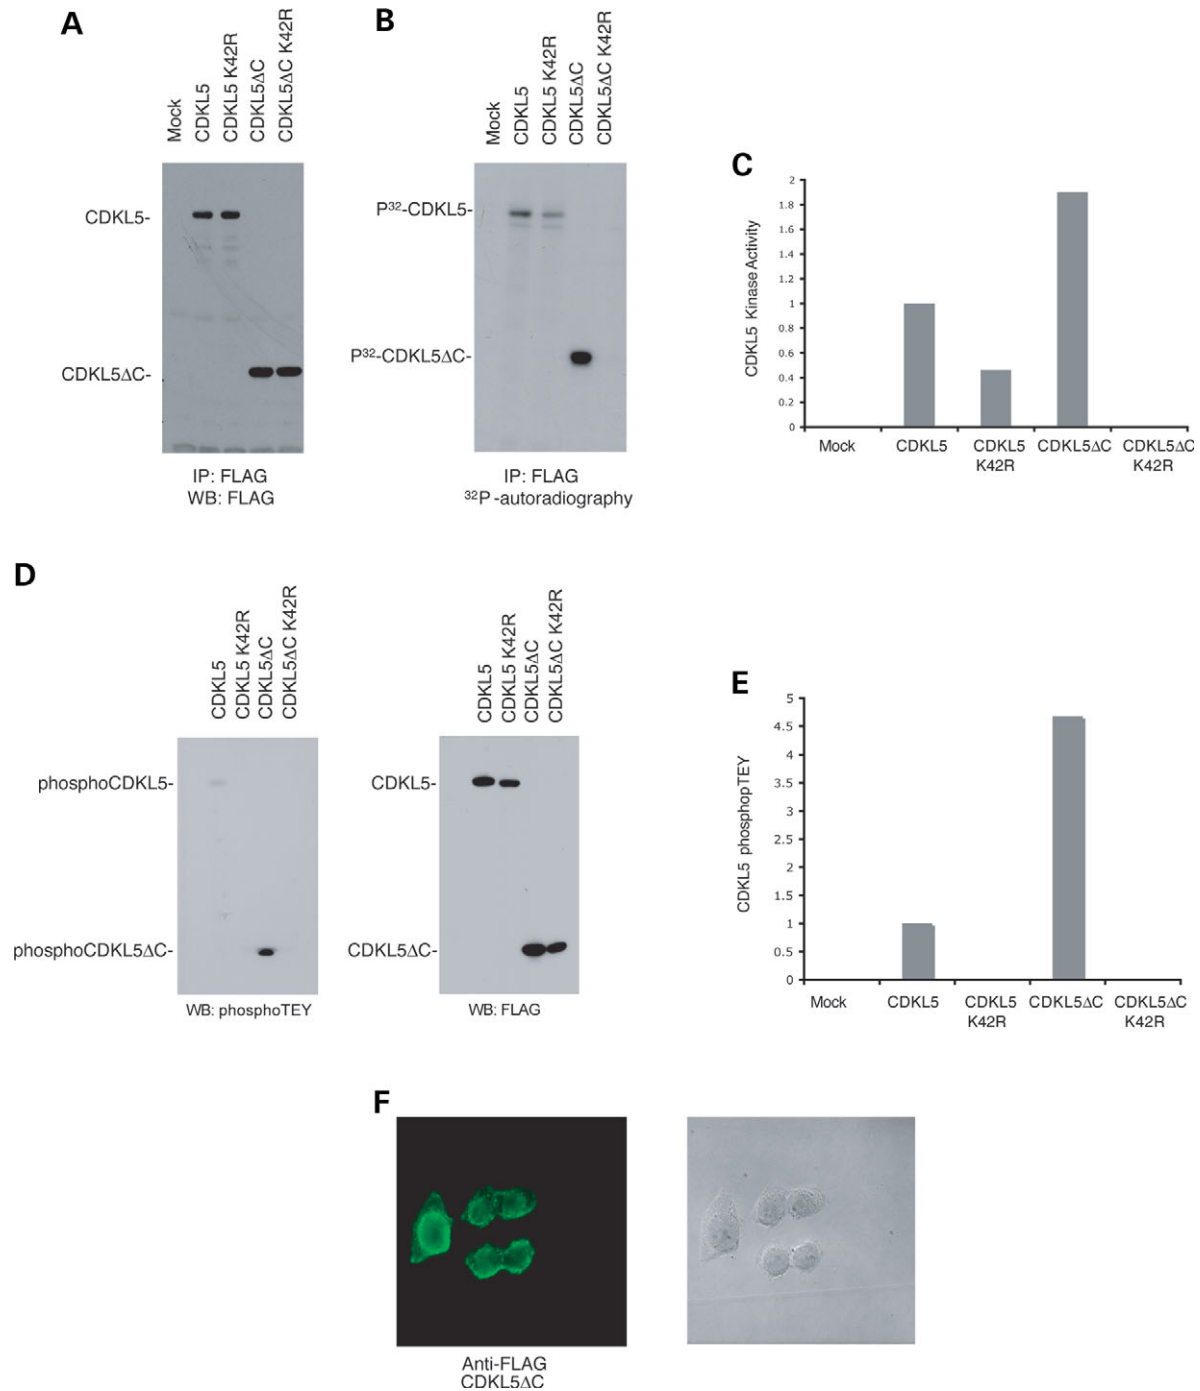 A
Mock
CDKL5
CDKL5 K42R
CDKL5ΔC
CDKL5ΔC K42R
CDKL5-
CDKL5ΔC-
IP: FLAG
WB: FLAG
B
Mock
CDKL5
CDKL5 K42R
CDKL5ΔC
CDKL5ΔC K42R
P³²-CDKL5-
P³²-CDKL5ΔC-
IP: FLAG
³²P -autoradiography
C
CDKL5 Kinase Activity
2
1.8
1.6
1.4
1.2
1
0.8
0.6
0.4
0.2
0
Mock
CDKL5
CDKL5
K42R
CDKL5ΔC
CDKL5ΔC
K42R
D
CDKL5
CDKL5 K42R
CDKL5ΔC
CDKL5ΔC K42R
phosphoCDKL5-
phosphoCDKL5ΔC-
WB: phosphoTEY
CDKL5
CDKL5 K42R
CDKL5ΔC
CDKL5ΔC K42R
CDKL5-
CDKL5ΔC-
WB: FLAG
E
CDKL5 phosphopTEY
5
4.5
4
3.5
3
2.5
2
1.5
1
0.5
0
Mock
CDKL5
CDKL5
K42R
CDKL5ΔC
CDKL5ΔC
K42R
F
Anti-FLAG
CDKL5ΔC